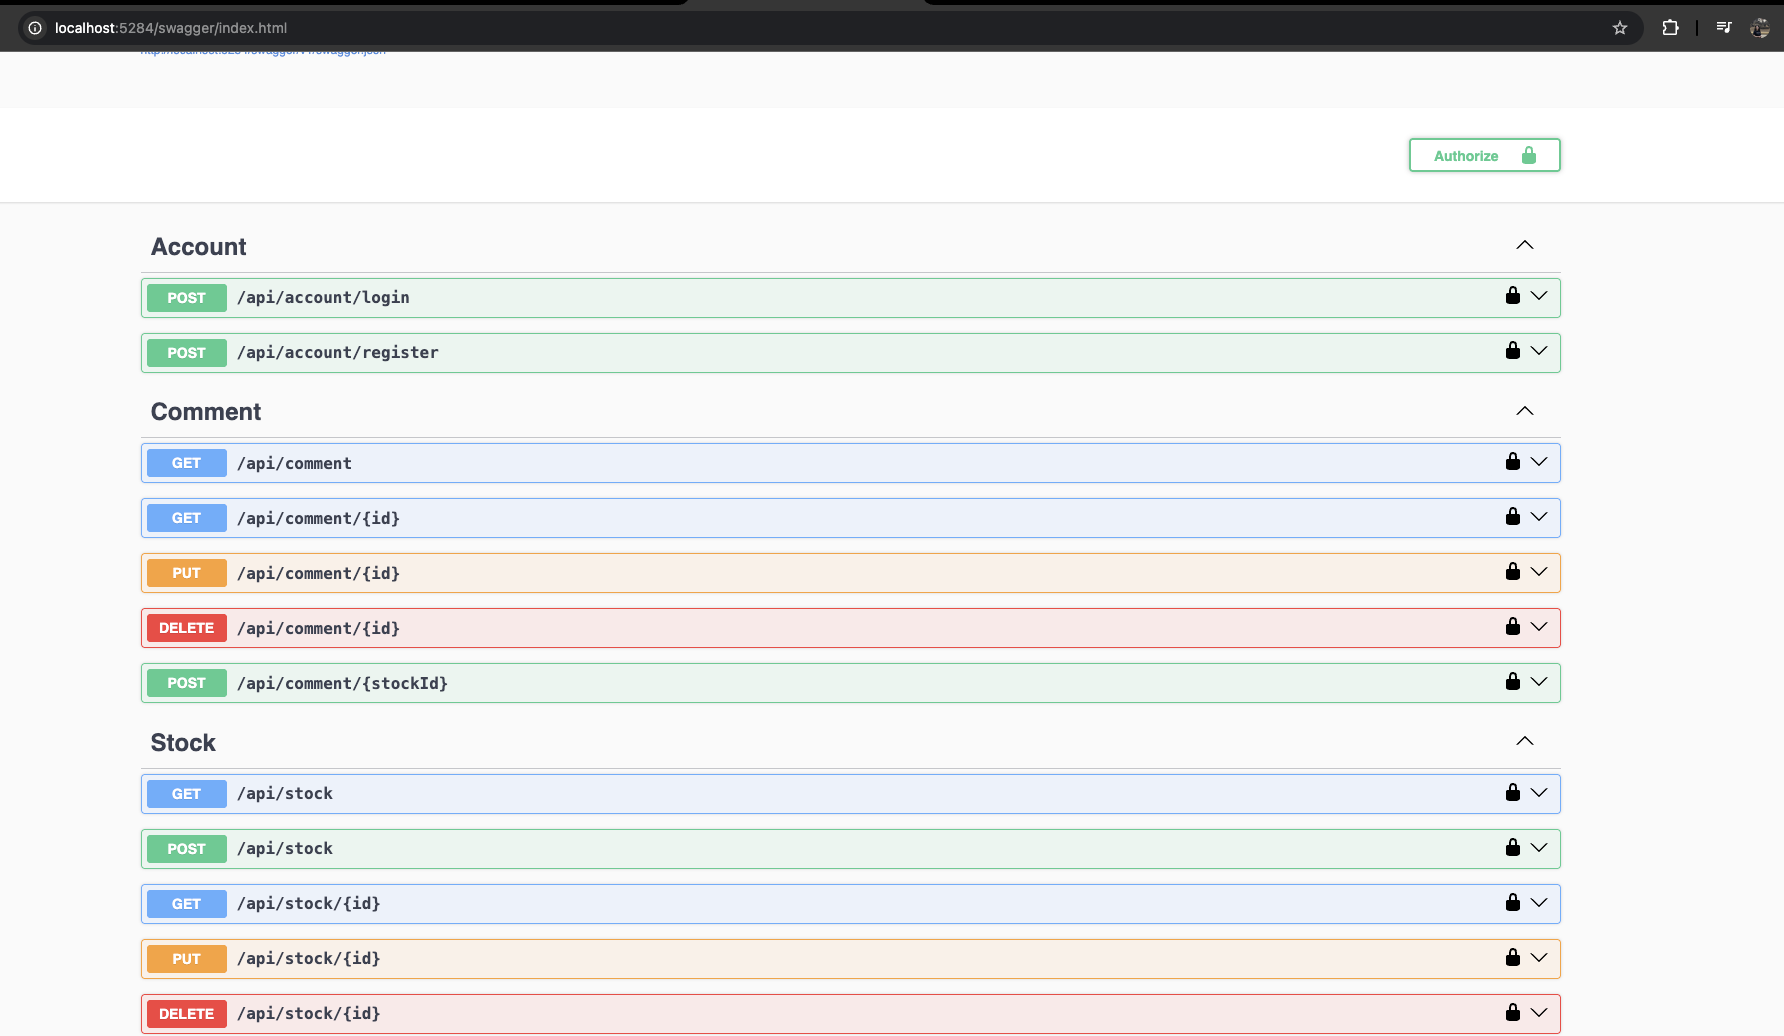 localhost:5284/swagger/index.html
Authorize
Account
POST /api/account/login
POST /api/account/register
Comment
GET /api/comment
GET /api/comment/{id}
PUT /api/comment/{id}
DELETE /api/comment/{id}
POST /api/comment/{stockId}
Stock
GET /api/stock
POST /api/stock
GET /api/stock/{id}
PUT /api/stock/{id}
DELETE /api/stock/{id}